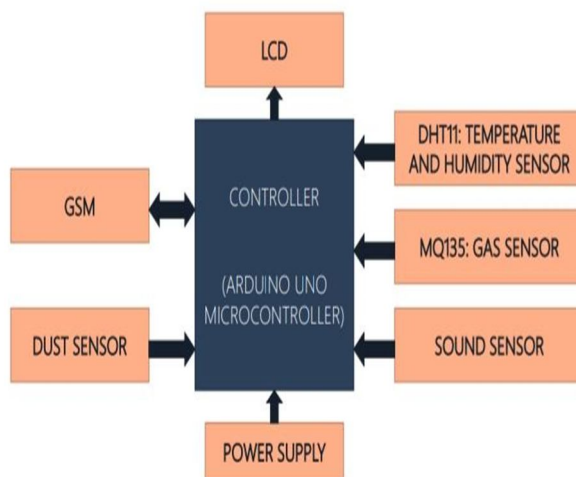 LCD
DHT11: TEMPERATURE
AND HUMIDITY SENSOR
GSM
CONTROLLER
(ARDUINO UNO
MICROCONTROLLER)
MQ135: GAS SENSOR
DUST SENSOR
SOUND SENSOR
POWER SUPPLY